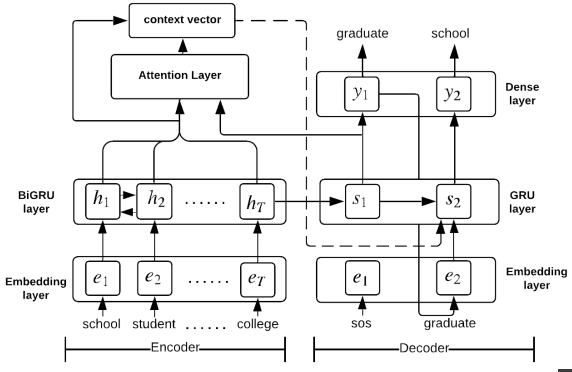 context vector
graduate school
Attention Layer
y1 y2
Dense
layer
BiGRU
layer
h1 h2 ...... hT
s1 s2
GRU
layer
Embedding
layer
e1 e2 ...... eT
e1 e2
Embedding
layer
school student ...... college
sos graduate
Encoder
Decoder